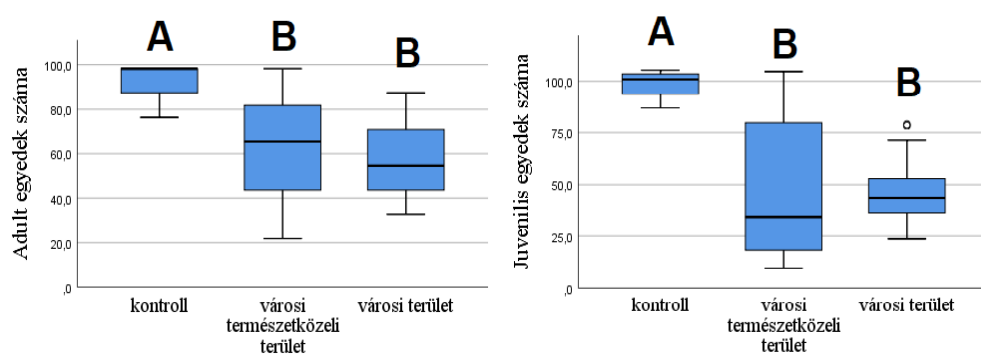 A
B
B
Adult egyedek száma
100,0
80,0
60,0
40,0
20,0
,0
kontroll
városi
természetközeli
terület
városi terület
A
B
B
Juvenilis egyedek száma
100,0
75,0
50,0
25,0
,0
kontroll
városi
természetközeli
terület
városi terület